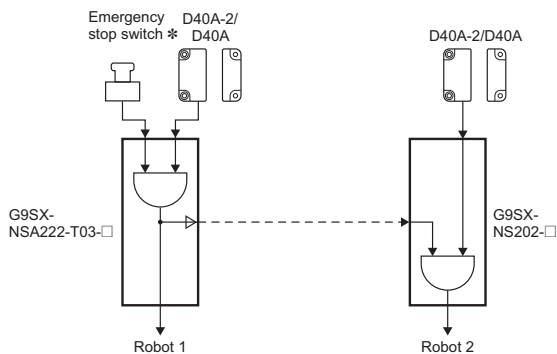 Emergency
stop switch ✻
D40A-2/
D40A
D40A-2/D40A
G9SX-
NSA222-T03-□
G9SX-
NS202-□
Robot 1
Robot 2